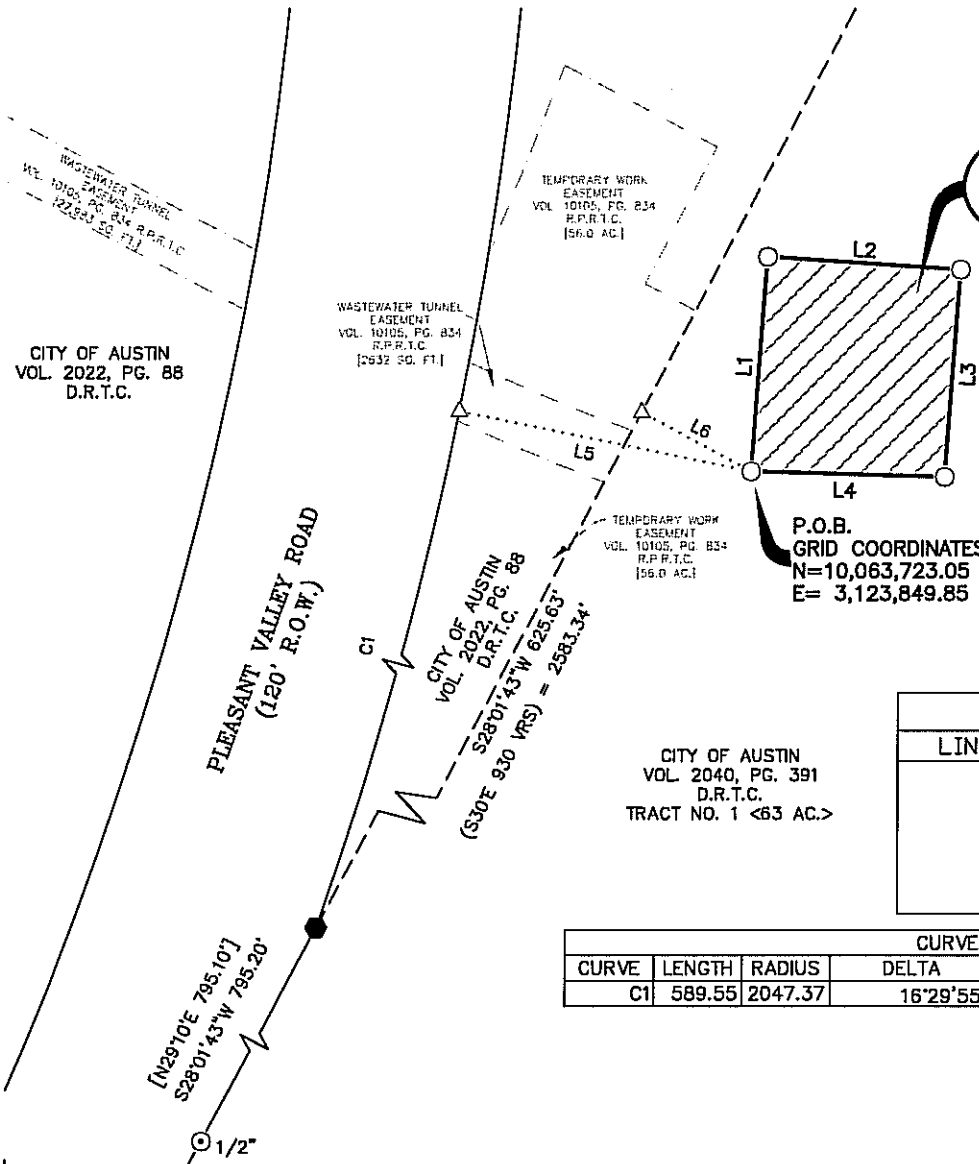 WASTEWATER TUNNEL
EASEMENT
VOL. 10105, PG. 834 R.P.R.T.C.
TEMPORARY WORK
EASEMENT
VOL. 10105, PG. 834
R.P.R.T.C.
[56.0 AC.]
WASTEWATER TUNNEL
EASEMENT
VOL. 10105, PG. 834
R.P.R.T.C.
[2632 SQ. FT.]
CITY OF AUSTIN
VOL. 2022, PG. 88
D.R.T.C.
L2
L1
L3
L4
L5
L6
P.O.B.
GRID COORDINATES
N=10,063,723.05
E= 3,123,849.85
TEMPORARY WORK
EASEMENT
VOL. 10105, PG. 834
R.P.R.T.C.
[56.0 AC.]
PLEASANT VALLEY ROAD
(120' R.O.W.)
C1
CITY OF AUSTIN
VOL. 2022, PG. 88
D.R.T.C.
S28°01'43"W 625.63'
(S30°E 930 VRS) = 2583.34'
CITY OF AUSTIN
VOL. 2040, PG. 391
D.R.T.C.
TRACT NO. 1 <63 AC.>
LIN
CURVE
CURVE LENGTH RADIUS DELTA
C1 589.55 2047.37 16°29'55
[N29°10'E 795.10']
S28°01'43"W 795.20'
1/2"